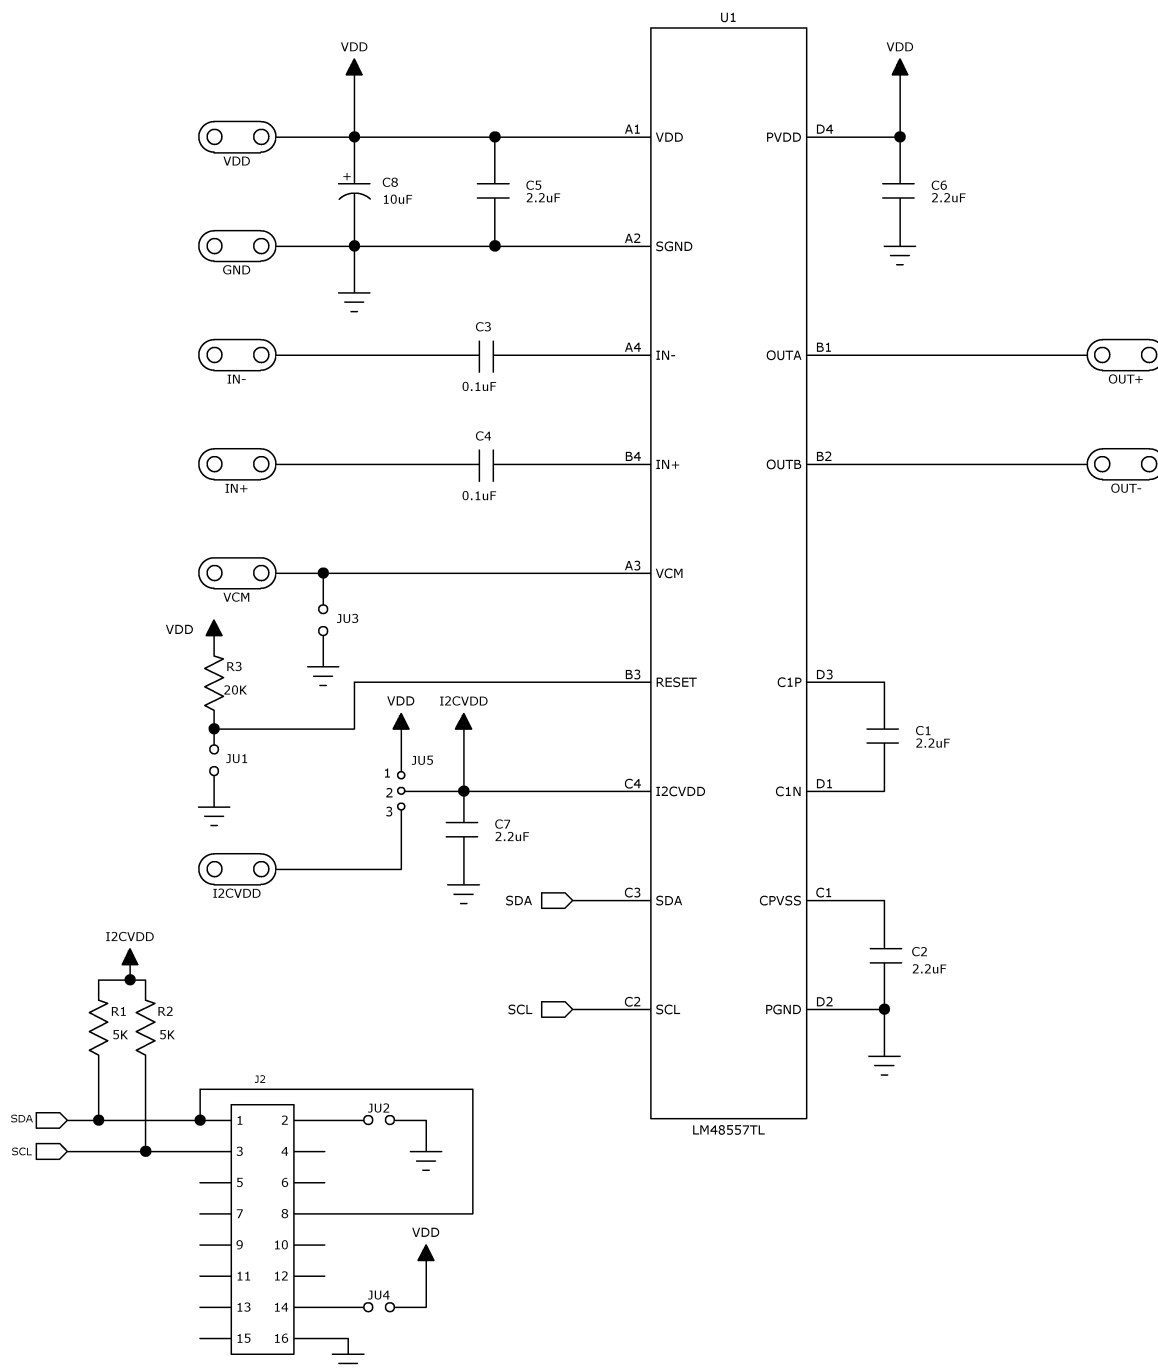 U1
VDD
VDD
VDD
A1
VDD
PVDD
D4
+
C8
10uF
C5
2.2uF
C6
2.2uF
GND
A2
SGND
C3
0.1uF
IN-
A4
IN-
OUTA
B1
OUT+
C4
0.1uF
IN+
B4
IN+
OUTB
B2
OUT-
VCM
A3
VCM
JU3
VDD
R3
20K
B3
RESET
C1P
D3
C1
2.2uF
JU1
VDD
I2CVDD
JU5
1
2
3
C4
I2CVDD
C1N
D1
C7
2.2uF
I2CVDD
SDA
C3
SDA
CPVSS
C1
C2
2.2uF
SCL
C2
SCL
PGND
D2
LM48557TL
I2CVDD
R1
5K
R2
5K
J2
SDA
1
2
JU2
SCL
3
4
5
6
7
8
VDD
9
10
11
12
13
14
JU4
15
16